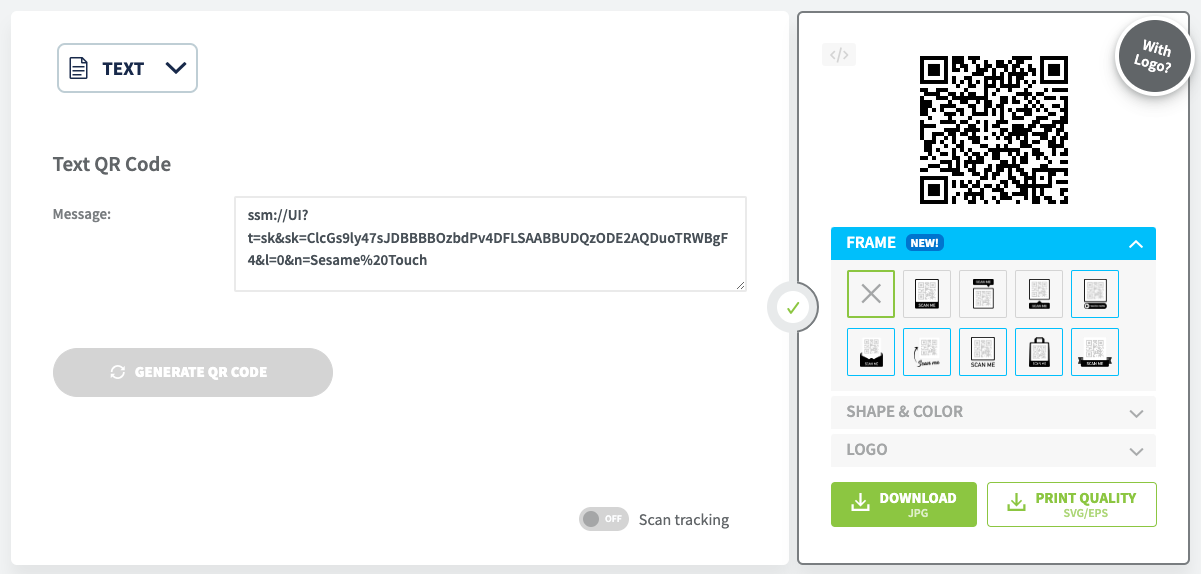 TEXT
Text QR Code
Message:
ssm://UI?
t=sk&sk=ClcGs9ly47sJDBBBBOzbdPv4DFLSAABBUDQzODE2AQDuoTRWBgF
4&l=0&n=Sesame%20Touch
GENERATE QR CODE
OFF
Scan tracking
</>
With
Logo?
FRAME NEW!
SCAN ME
SCAN ME
SCAN ME
SCAN ME
Scan me
SCAN ME
SCAN ME
SCAN ME
SHAPE & COLOR
LOGO
DOWNLOAD
JPG
PRINT QUALITY
SVG/EPS